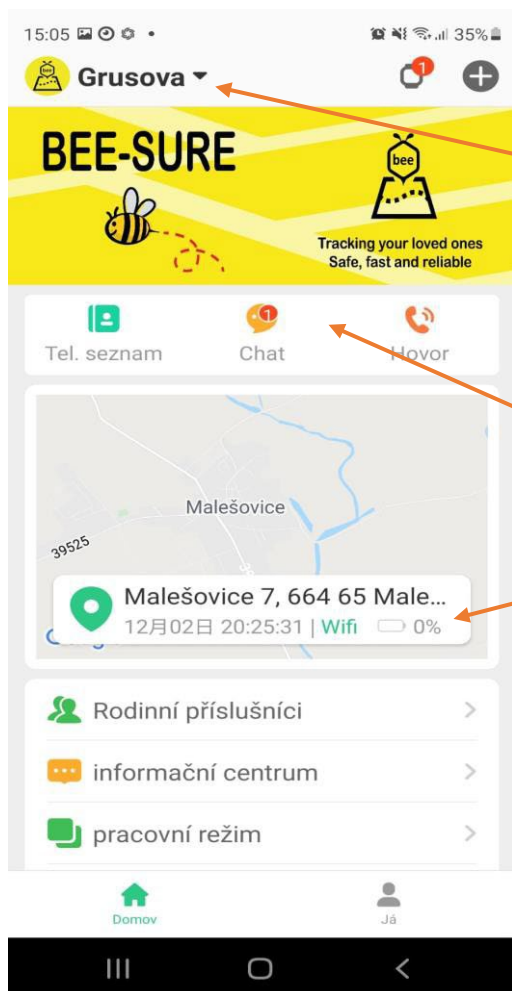 15:05 35%
bee Grusova 1
BEE-SURE
bee
Tracking your loved ones
Safe, fast and reliable
1
Tel. seznam Chat Hovor
Malešovice
39525
Malešovice 7, 664 65 Male...
12月02日 20:25:31 | Wifi 0%
Rodinní příslušníci
informační centrum
pracovní režim
Domov Já